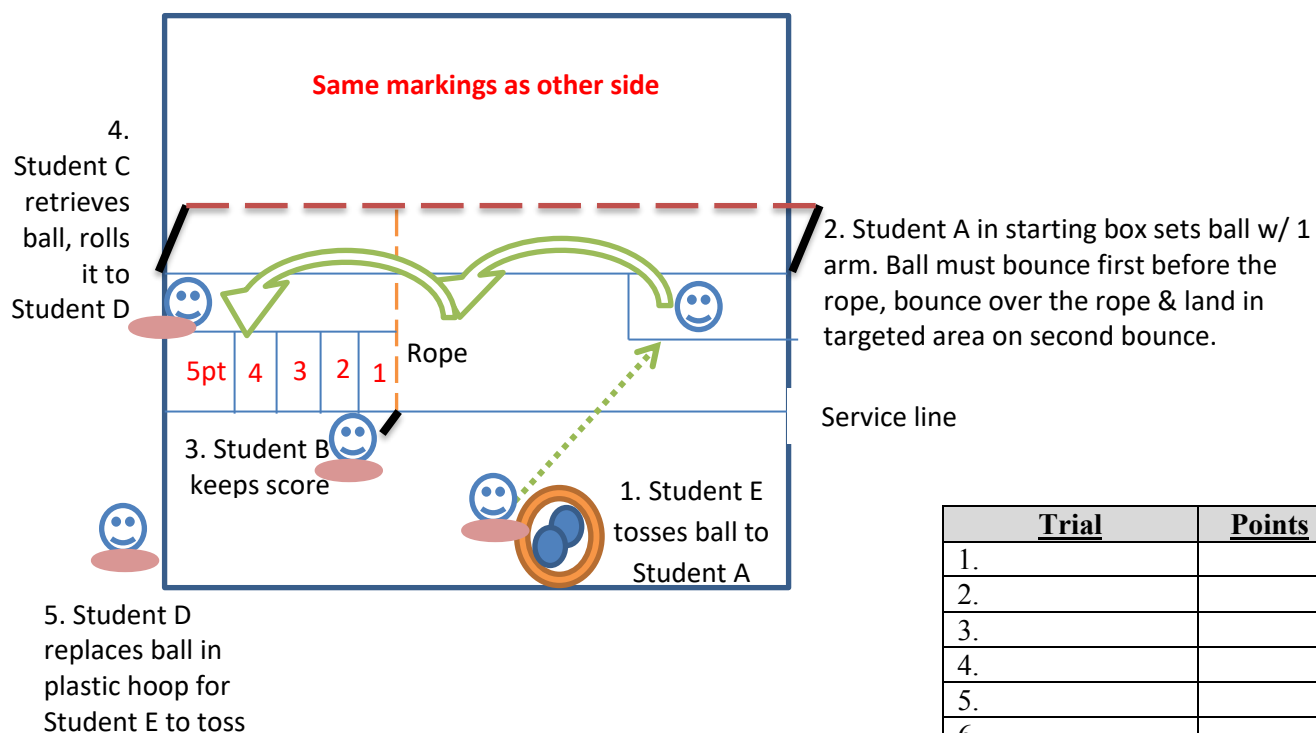 Same markings as other side
4.
Student C
retrieves
ball, rolls
it to
Student D
2. Student A in starting box sets ball w/ 1
arm. Ball must bounce first before the
rope, bounce over the rope & land in
targeted area on second bounce.
Rope
5pt 4 3 2 1
Service line
3. Student B
keeps score
1. Student E
tosses ball to
Student A
5. Student D
replaces ball in
plastic hoop for
Student E to toss
Trial Points
1.
2.
3.
4.
5.